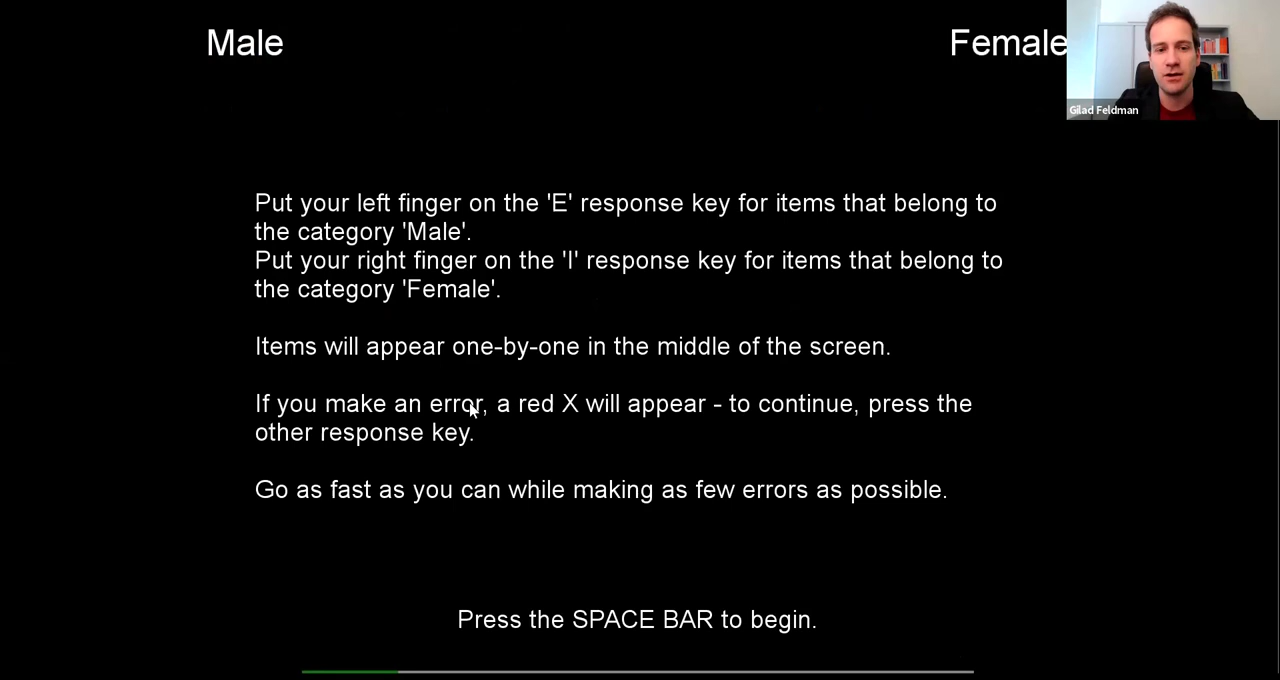 Male
Female
Gilad Feldman
Put your left finger on the 'E' response key for items that belong to
the category 'Male'.
Put your right finger on the 'I' response key for items that belong to
the category 'Female'.
Items will appear one-by-one in the middle of the screen.
If you make an error, a red X will appear - to continue, press the
other response key.
Go as fast as you can while making as few errors as possible.
Press the SPACE BAR to begin.